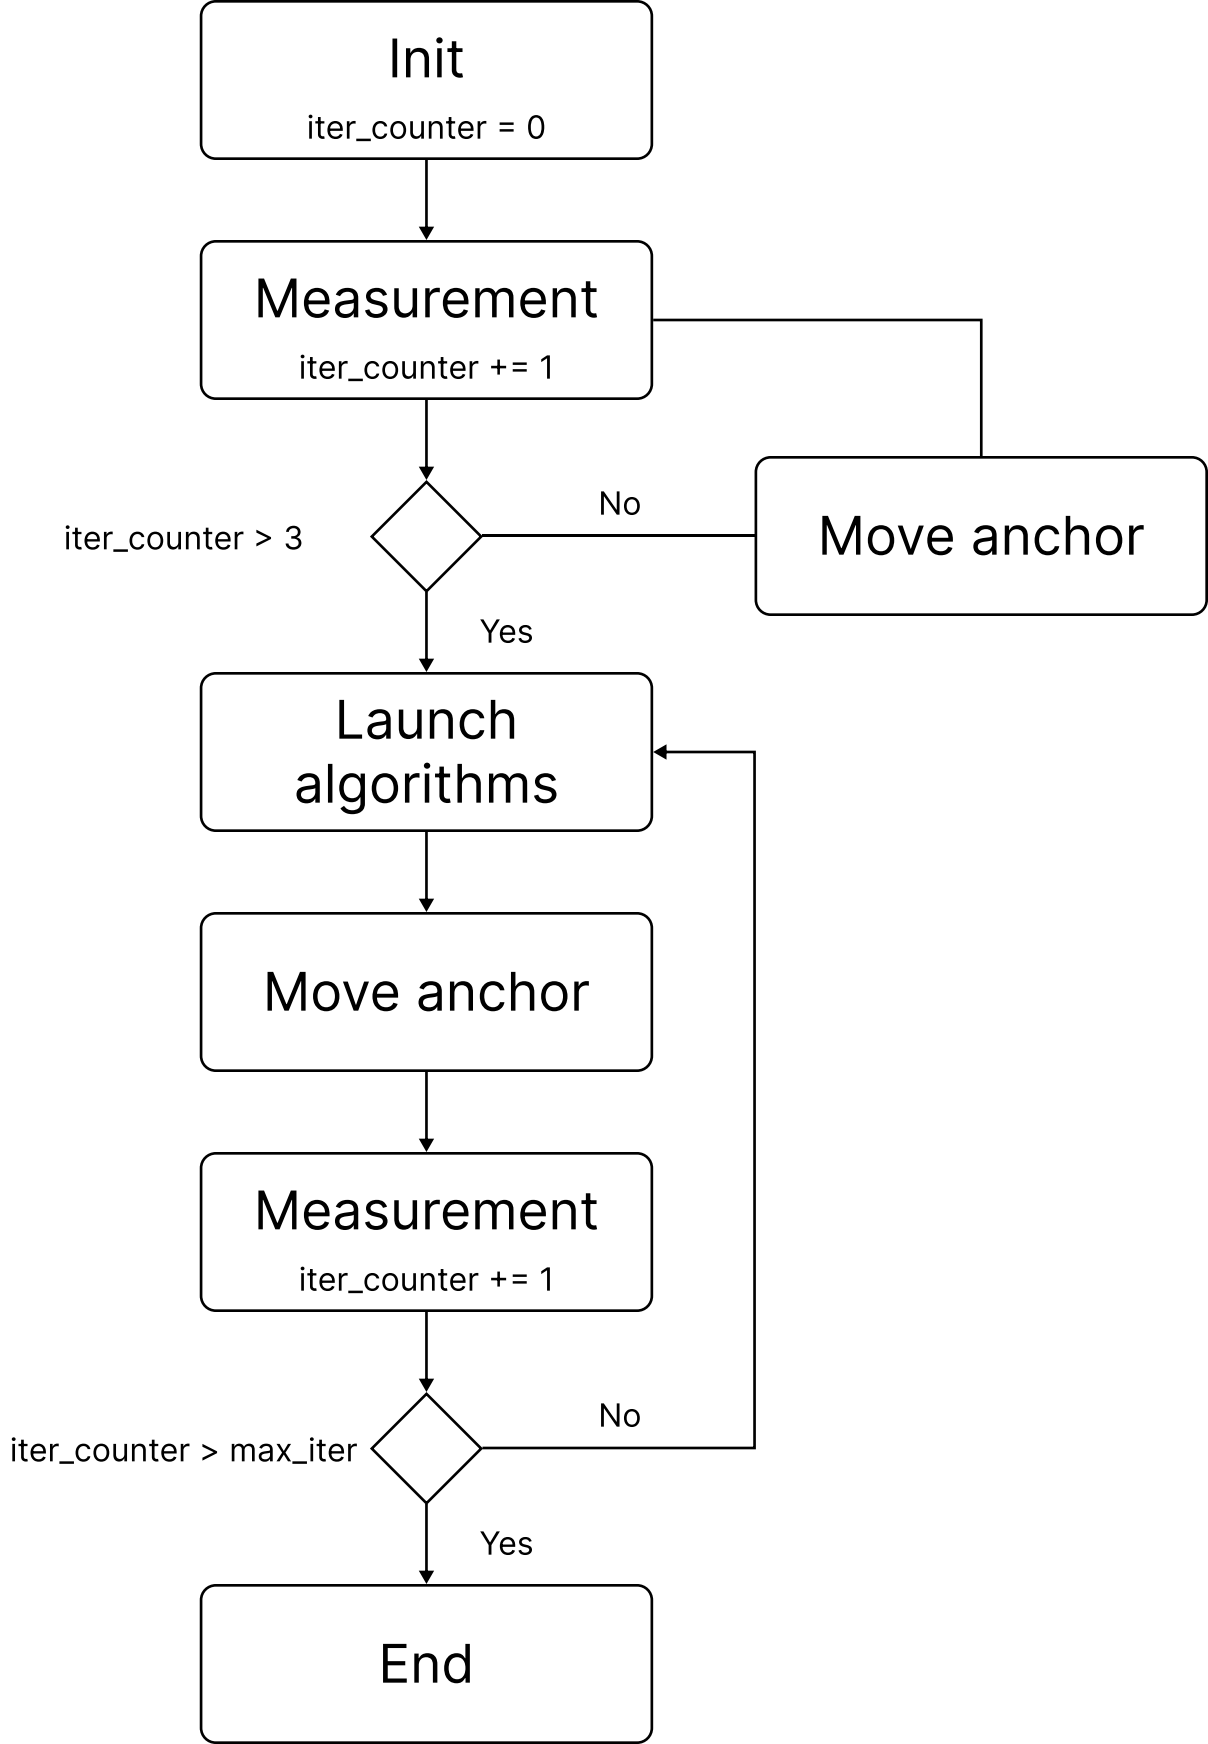 Init
iter_counter = 0
Measurement
iter_counter += 1
No
Move anchor
iter_counter > 3
Yes
Launch
algorithms
Move anchor
Measurement
iter_counter += 1
No
iter_counter > max_iter
Yes
End